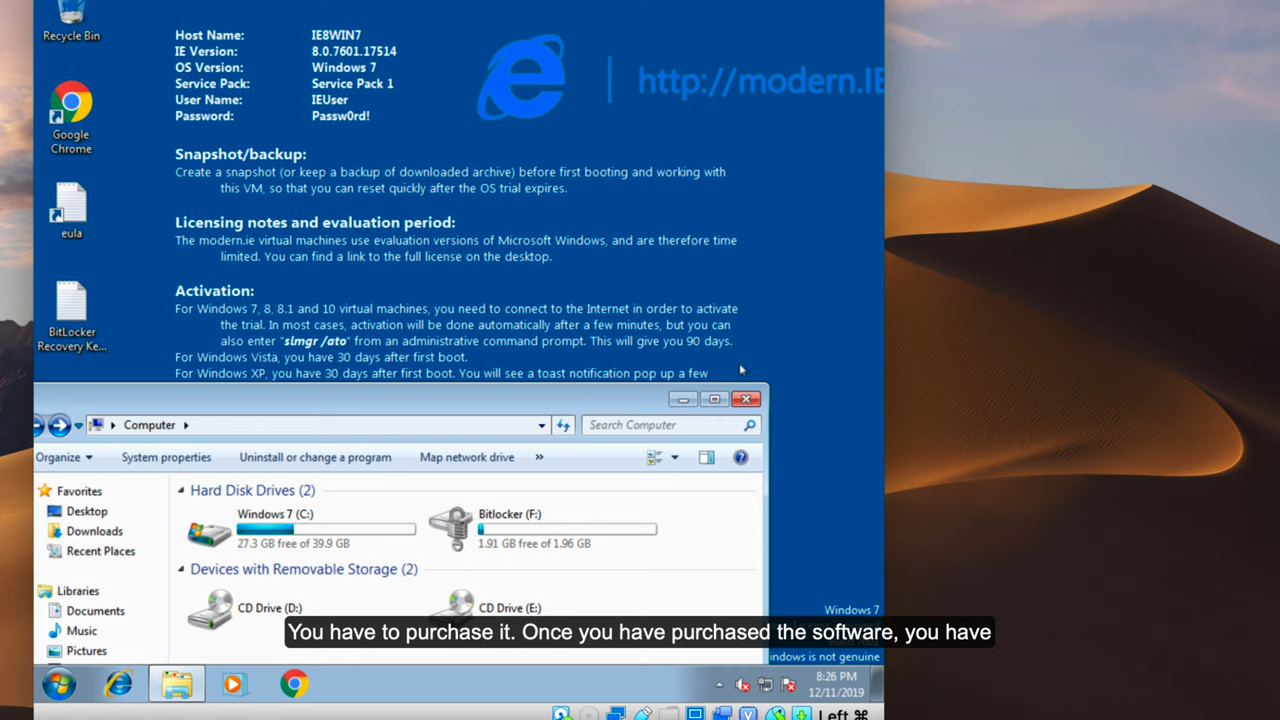 Recycle Bin
Host Name: IE8WIN7
IE Version: 8.0.7601.17514
OS Version: Windows 7
Service Pack: Service Pack 1
User Name: IEUser
Password: Passw0rd!
http://modern.IE
Google
Chrome
Snapshot/backup:
Create a snapshot (or keep a backup of downloaded archive) before first booting and working with
this VM, so that you can reset quickly after the OS trial expires.
eula
Licensing notes and evaluation period:
The modern.ie virtual machines use evaluation versions of Microsoft Windows, and are therefore time
limited. You can find a link to the full license on the desktop.
BitLocker
Recovery Ke...
Activation:
For Windows 7, 8, 8.1 and 10 virtual machines, you need to connect to the Internet in order to activate
the trial. In most cases, activation will be done automatically after a few minutes, but you can
also enter "slmgr /ato" from an administrative command prompt. This will give you 90 days.
For Windows Vista, you have 30 days after first boot.
For Windows XP, you have 30 days after first boot. You will see a toast notification pop up a few
Computer
Search Computer
Organize System properties Uninstall or change a program Map network drive »
Favorites
Desktop
Downloads
Recent Places
Libraries
Documents
Music
Pictures
Hard Disk Drives (2)
Windows 7 (C:)
27.3 GB free of 39.9 GB
Bitlocker (F:)
1.91 GB free of 1.96 GB
Devices with Removable Storage (2)
CD Drive (D:)
CD Drive (E:)
Windows 7
You have to purchase it. Once you have purchased the software, you have
indows is not genuine
8:26 PM
12/11/2019
Left ⌘